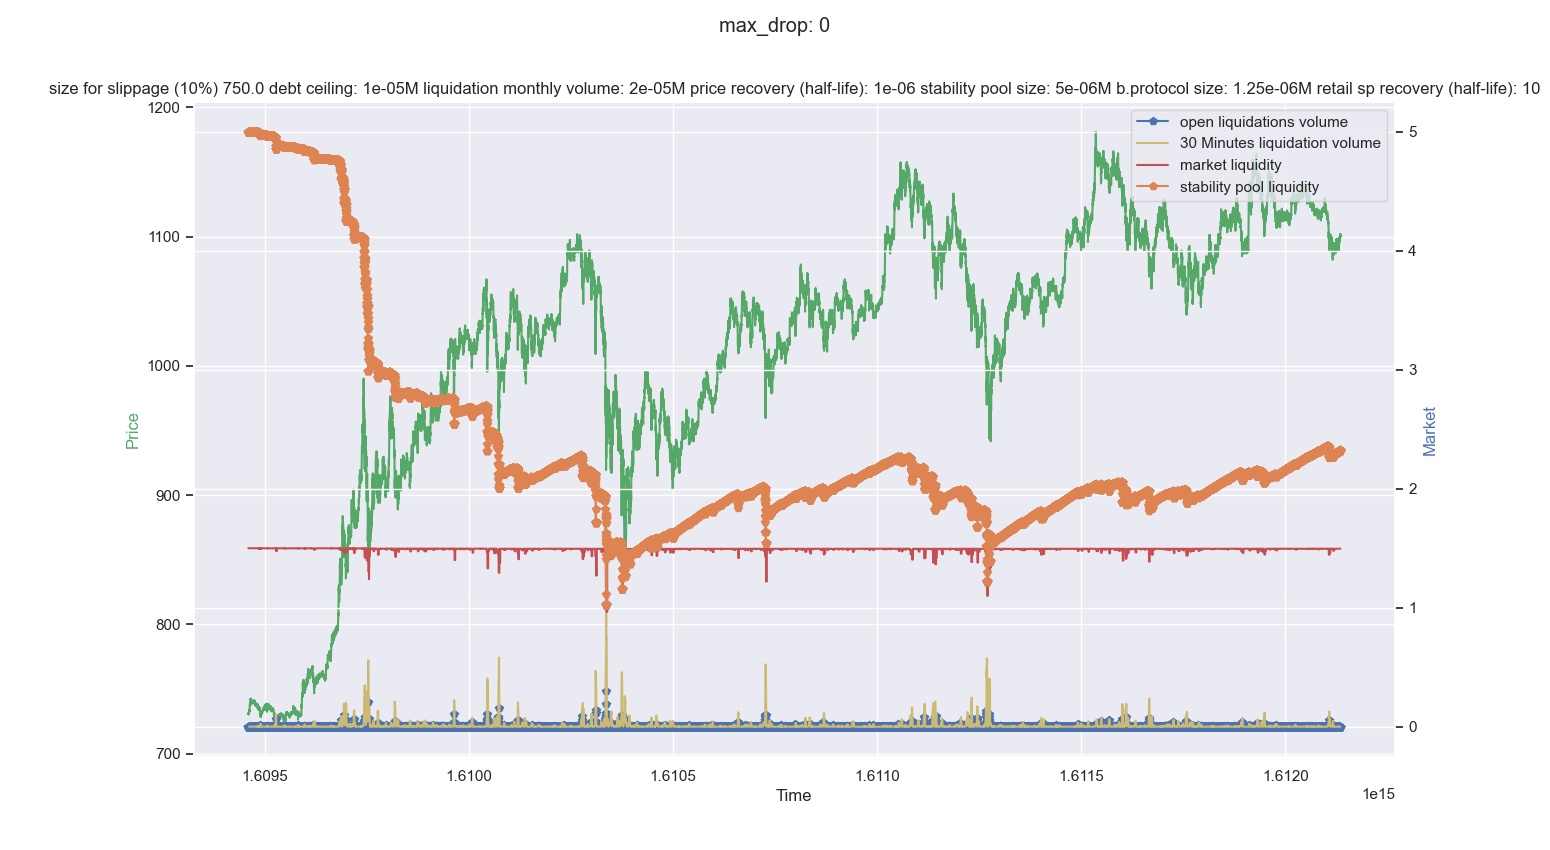 max_drop: 0
size for slippage (10%) 750.0 debt ceiling: 1e-05M liquidation monthly volume: 2e-05M price recovery (half-life): 1e-06 stability pool size: 5e-06M b.protocol size: 1.25e-06M retail sp recovery (half-life): 10
open liquidations volume
30 Minutes liquidation volume
market liquidity
stability pool liquidity
Price
1200
1100
1000
900
800
700
Market
5
4
3
2
1
0
1.6095
1.6100
1.6105
1.6110
1.6115
1.6120
Time
1e15